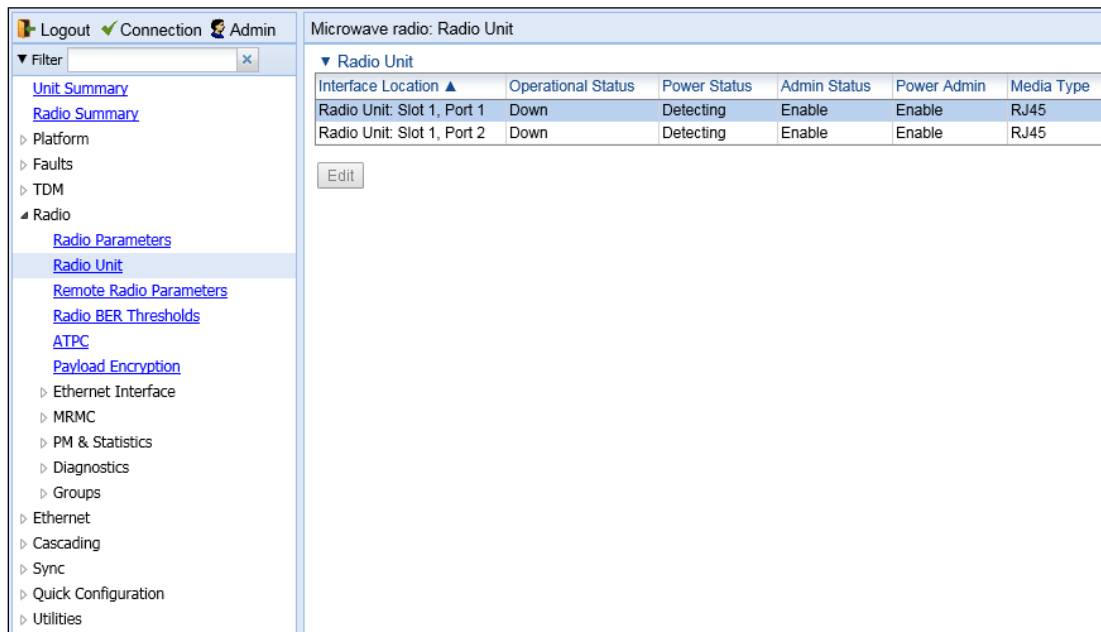 Logout Connection Admin
Filter
Unit Summary
Radio Summary
Platform
Faults
TDM
Radio
Radio Parameters
Radio Unit
Remote Radio Parameters
Radio BER Thresholds
ATPC
Payload Encryption
Ethernet Interface
MRMC
PM & Statistics
Diagnostics
Groups
Ethernet
Cascading
Sync
Quick Configuration
Utilities
Microwave radio: Radio Unit
▼ Radio Unit
Interface Location ▲ Operational Status Power Status Admin Status Power Admin Media Type
Radio Unit: Slot 1, Port 1 Down Detecting Enable Enable RJ45
Radio Unit: Slot 1, Port 2 Down Detecting Enable Enable RJ45
Edit